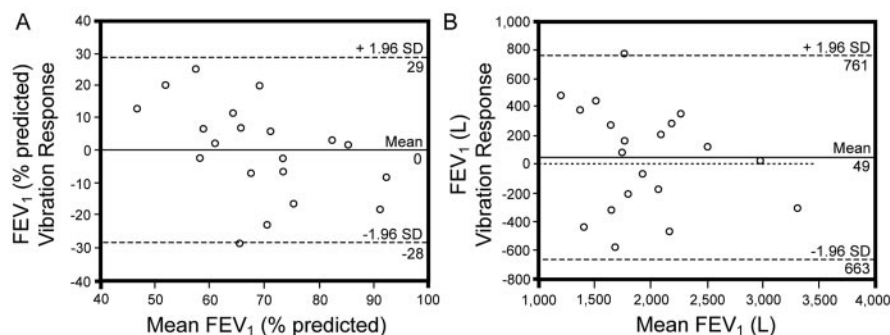 A
FEV1 (% predicted)
Vibration Response
40
30
20
10
0
-10
-20
-30
40
+ 1.96 SD
29
Mean
0
-1.96 SD
-28
40
50
60
70
80
90
100
Mean FEV1 (% predicted)
B
FEV1 (L)
Vibration Response
1,000
800
600
400
200
0
-200
-400
-600
-800
+ 1.96 SD
761
Mean
49
-1.96 SD
663
1,000
1,500
2,000
2,500
3,000
3,500
4,000
Mean FEV1 (L)